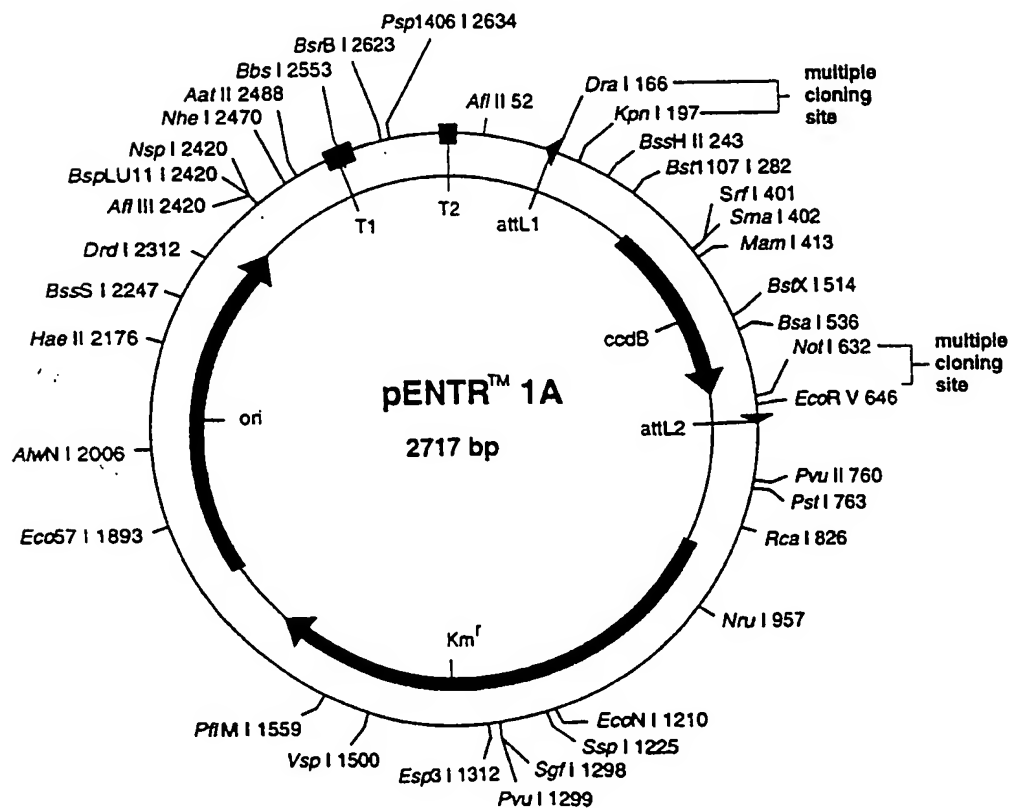 Psp1406 I 2634
BsrB I 2623
Bbs I 2553
Aat II 2488
Nhe I 2470
Nsp I 2420
BspLU11 I 2420
Afl III 2420
Drd I 2312
BssS I 2247
Hae II 2176
AlwN I 2006
Eco57 I 1893
Afl II 52
Dra I 166
Kpn I 197
multiple
cloning
site
BssH II 243
Bst1107 I 282
Srf I 401
Sma I 402
Mam I 413
BstX I 514
Bsa I 536
Not I 632
EcoR V 646
multiple
cloning
site
Pvu II 760
Pst I 763
Rca I 826
Nru I 957
EcoN I 1210
Ssp I 1225
Sgf I 1298
Pvu I 1299
Esp3 I 1312
Vsp I 1500
PflM I 1559
T1
T2
attL1
ccdB
attL2
ori
Kmr
pENTR™ 1A
2717 bp